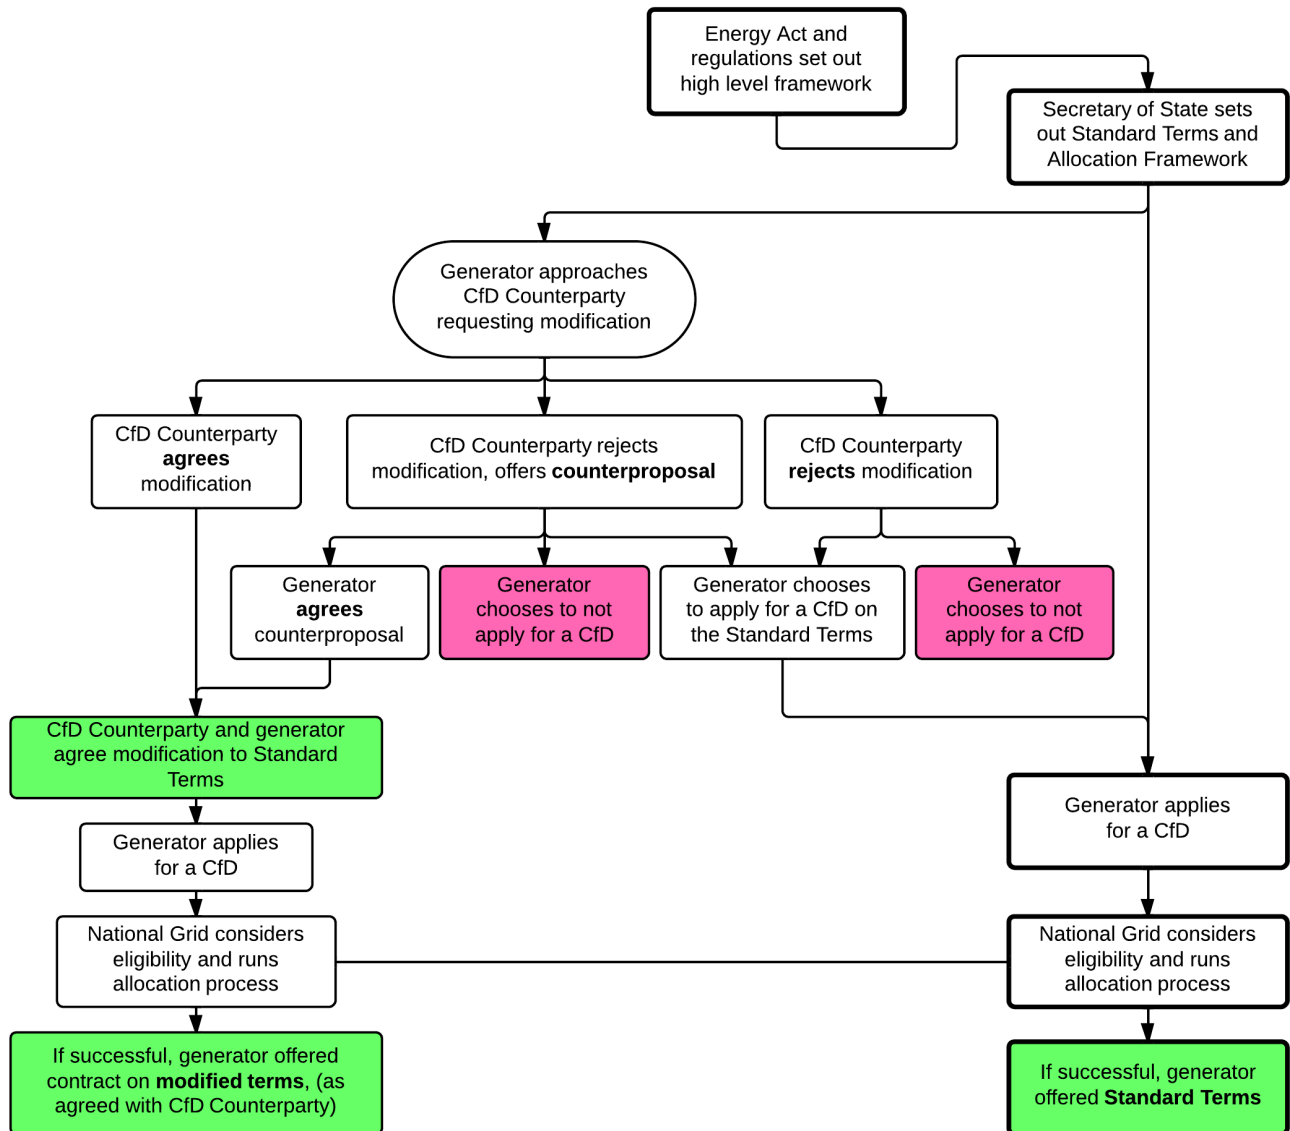 Energy Act and
regulations set out
high level framework
Secretary of State sets
out Standard Terms and
Allocation Framework
Generator approaches
CfD Counterparty
requesting modification
CfD Counterparty
agrees
modification
CfD Counterparty rejects
modification, offers counterproposal
CfD Counterparty
rejects modification
Generator
agrees
counterproposal
Generator
chooses to not
apply for a CfD
Generator chooses
to apply for a CfD on
the Standard Terms
Generator
chooses to not
apply for a CfD
CfD Counterparty and generator
agree modification to Standard
Terms
Generator applies
for a CfD
Generator applies
for a CfD
National Grid considers
eligibility and runs
allocation process
National Grid considers
eligibility and runs
allocation process
If successful, generator offered
contract on modified terms, (as
agreed with CfD Counterparty)
If successful, generator
offered Standard Terms